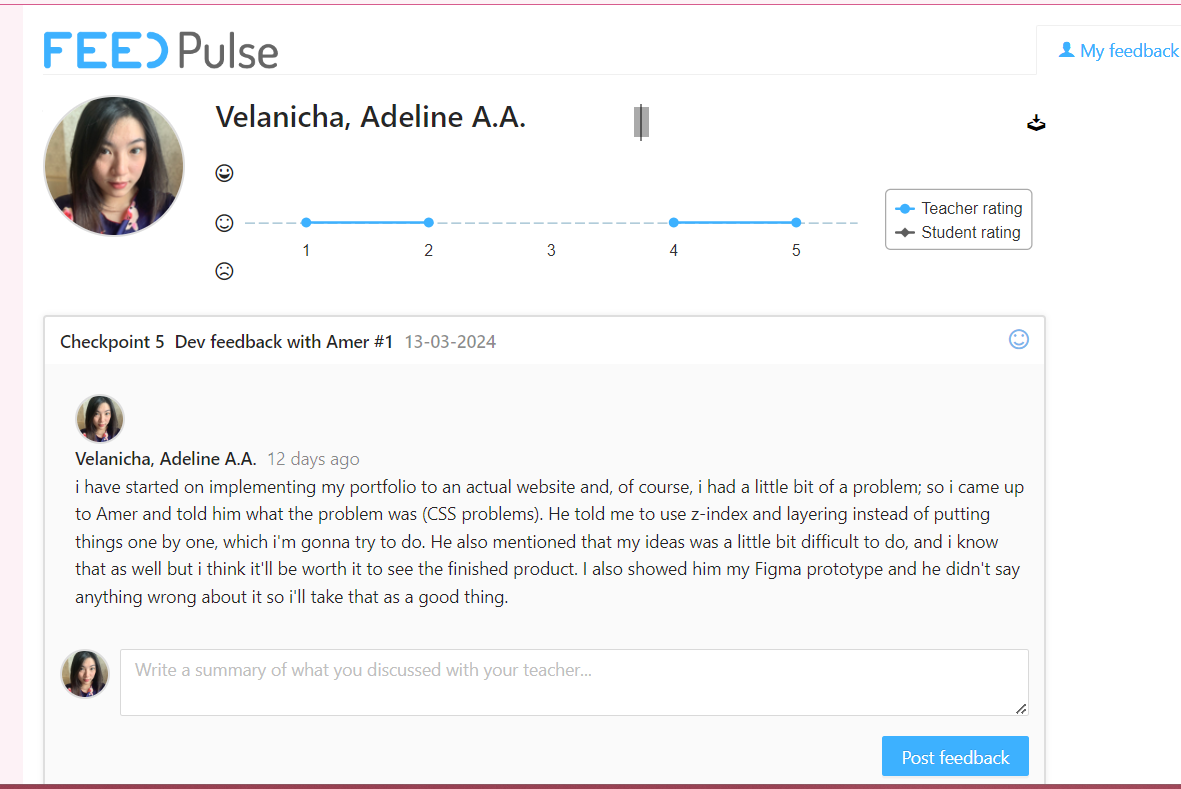 FEED Pulse
My feedback
Velanicha, Adeline A.A.
Teacher rating
Student rating
1 2 3 4 5
Checkpoint 5 Dev feedback with Amer #1 13-03-2024
Velanicha, Adeline A.A. 12 days ago
i have started on implementing my portfolio to an actual website and, of course, i had a little bit of a problem; so i came up
to Amer and told him what the problem was (CSS problems). He told me to use z-index and layering instead of putting
things one by one, which i'm gonna try to do. He also mentioned that my ideas was a little bit difficult to do, and i know
that as well but i think it'll be worth it to see the finished product. I also showed him my Figma prototype and he didn't say
anything wrong about it so i'll take that as a good thing.
Write a summary of what you discussed with your teacher...
Post feedback